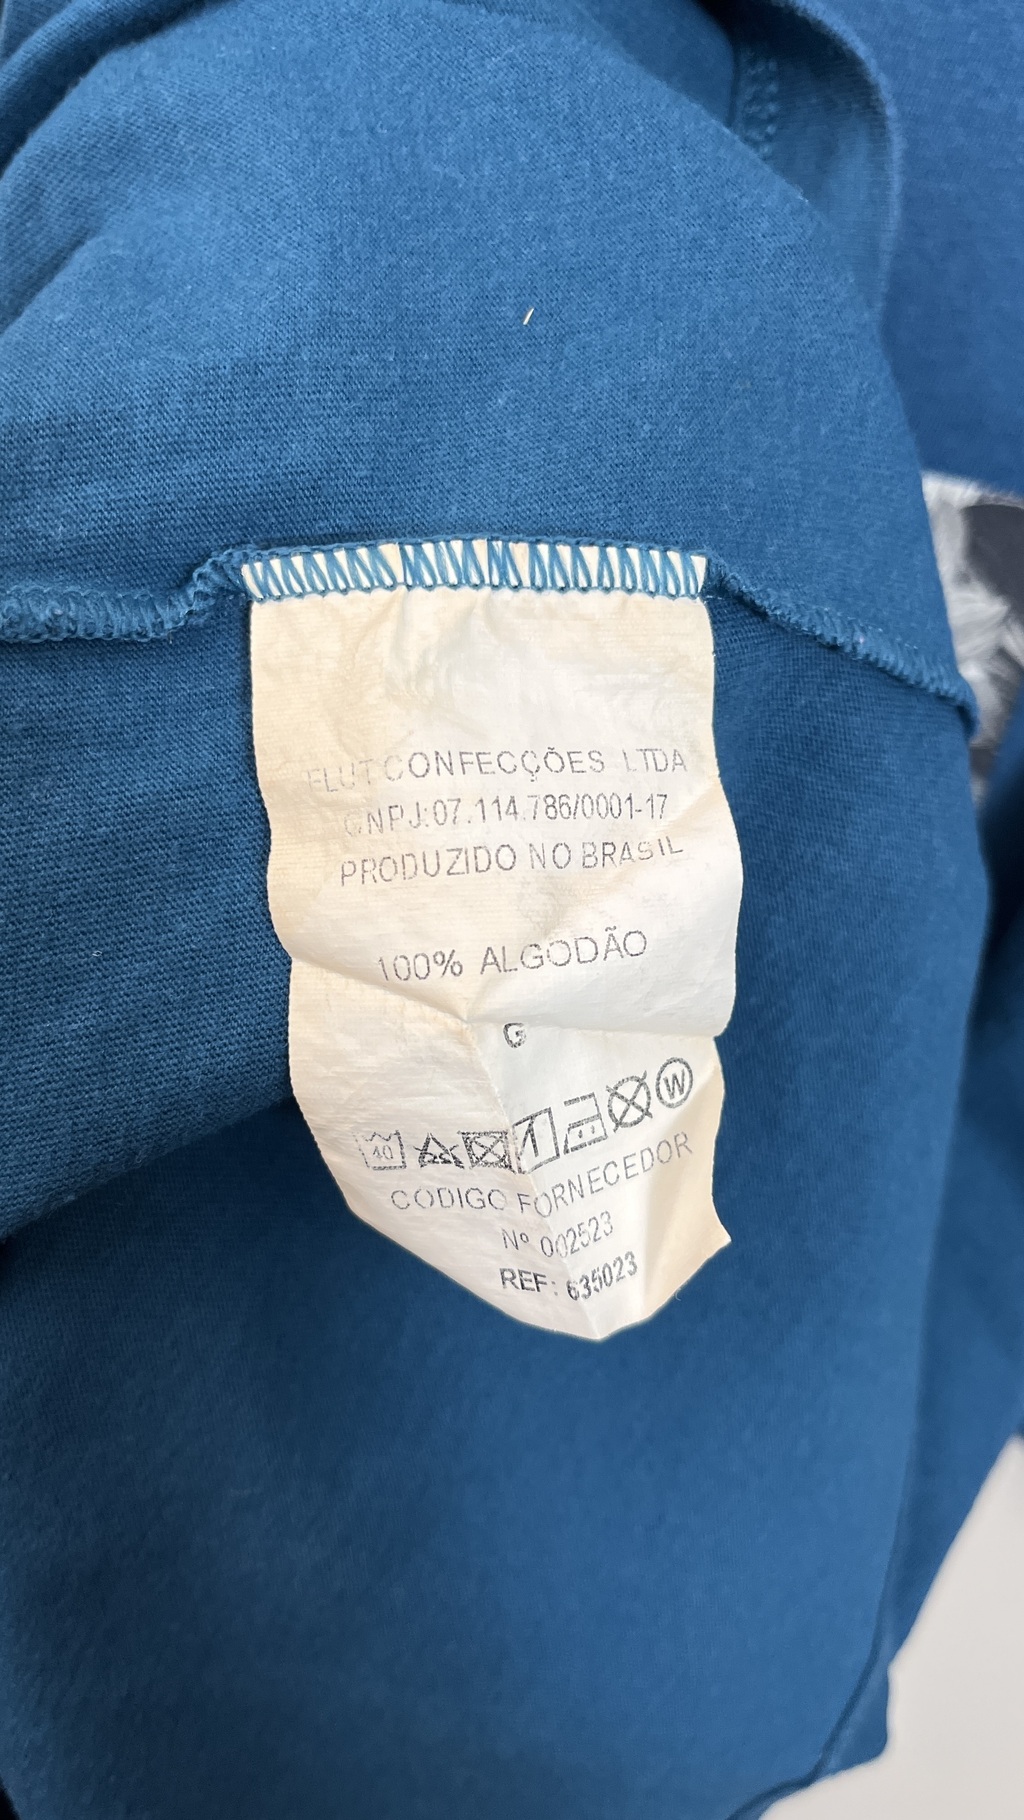 ELUT CONFECÇÕES LTDA
CNPJ:07.114.786/0001-17
PRODUZIDO NO BRASIL
100% ALGODÃO
G
40 W
CODIGO FORNECEDOR
Nº 002523
REF: 635023